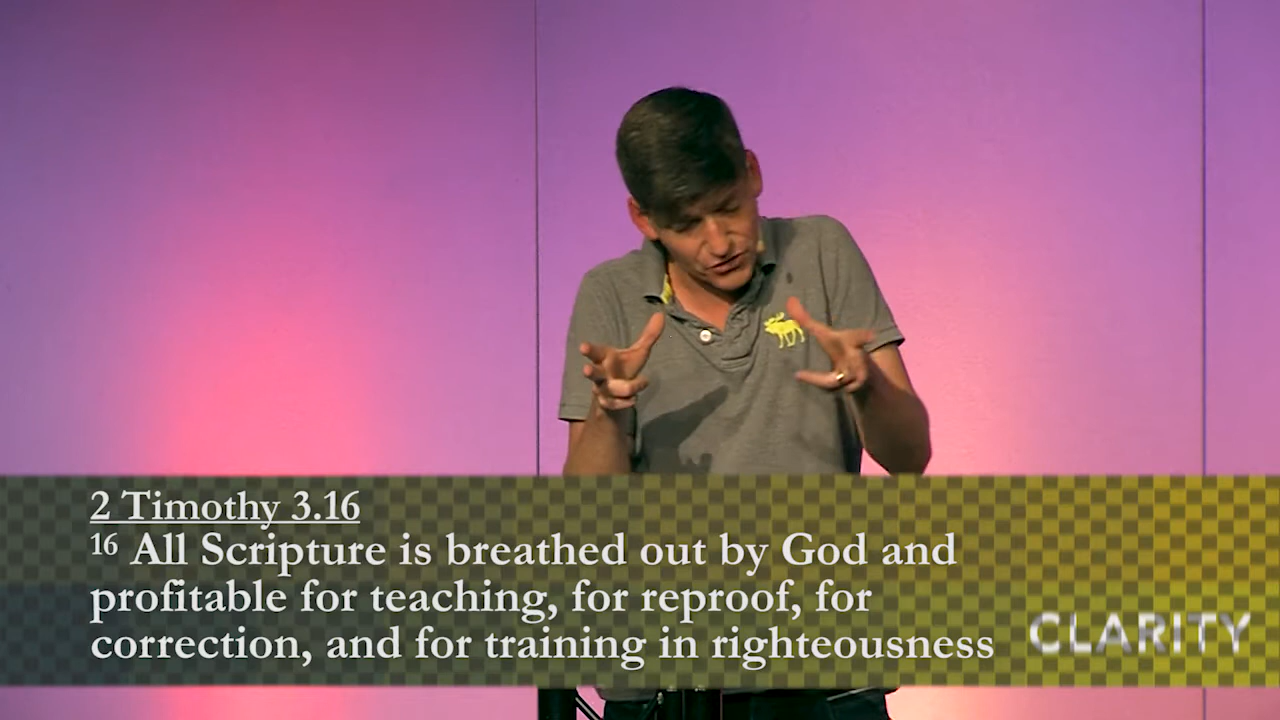 2 Timothy 3.16
16 All Scripture is breathed out by God and
profitable for teaching, for reproof, for
correction, and for training in righteousness
CLARITY